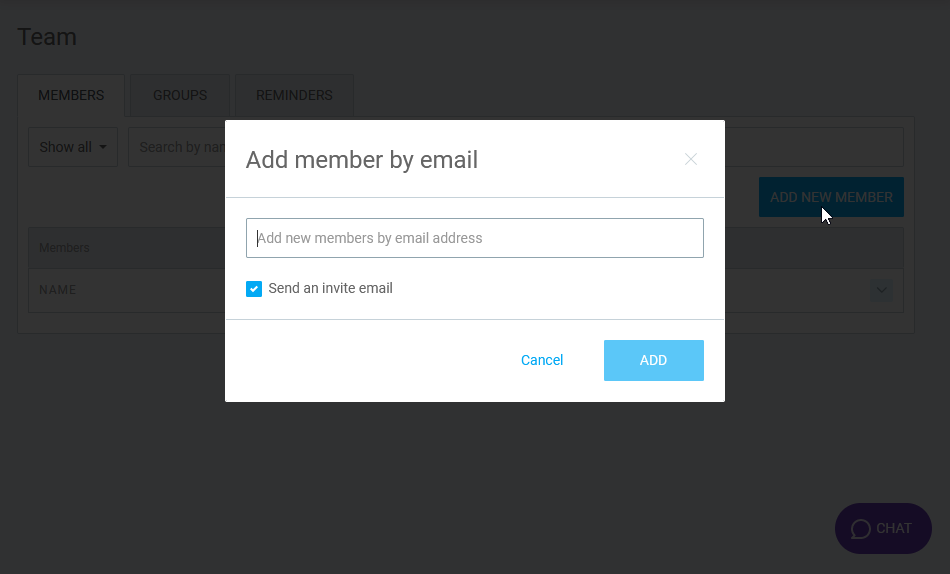 Team
MEMBERS GROUPS REMINDERS
Show all Search by nam
Add member by email
ADD NEW MEMBER
Add new members by email address
Members
Send an invite email
NAME
Cancel ADD
CHAT